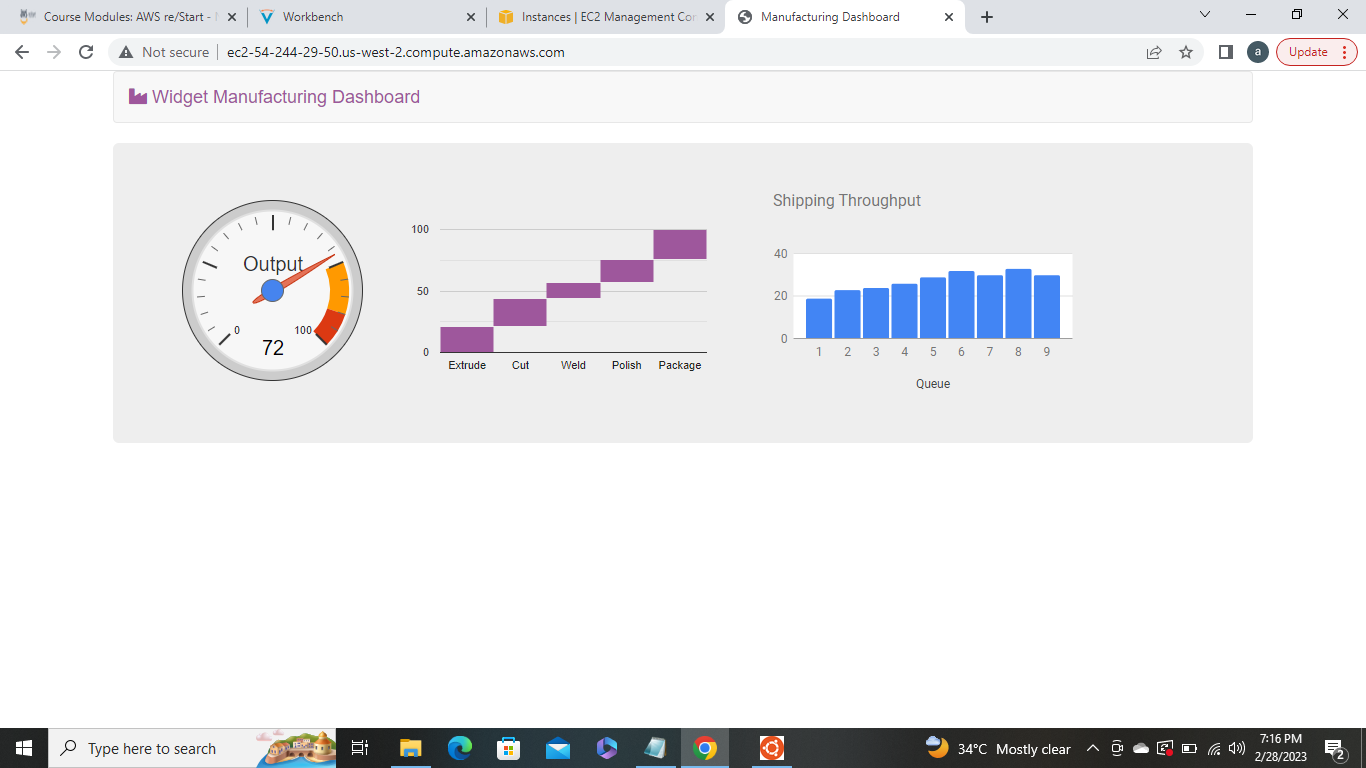 Course Modules: AWS re/Start -
Workbench
Instances | EC2 Management Con
Manufacturing Dashboard
Not secure
ec2-54-244-29-50.us-west-2.compute.amazonaws.com
a
Update
Widget Manufacturing Dashboard
Output
0
100
72
100
50
0
Extrude Cut Weld Polish Package
Shipping Throughput
40
20
0
1 2 3 4 5 6 7 8 9
Queue
Type here to search
34°C Mostly clear
7:16 PM
2/28/2023
2